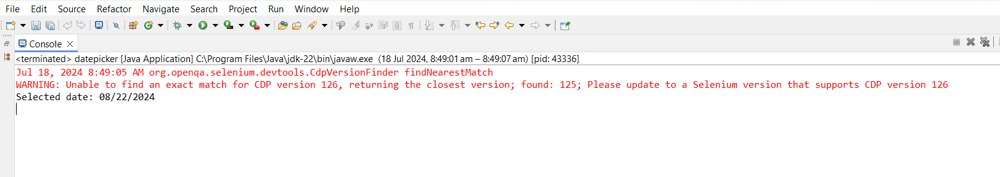 File Edit Source Refactor Navigate Search Project Run Window Help
Console
<terminated> datepicker [Java Application] C:\Program Files\Java\jdk-22\bin\javaw.exe (18 Jul 2024, 8:49:01 am – 8:49:07 am) [pid: 43336]
Jul 18, 2024 8:49:05 AM org.openqa.selenium.devtools.CdpVersionFinder findNearestMatch
WARNING: Unable to find an exact match for CDP version 126, returning the closest version; found: 125; Please update to a Selenium version that supports CDP version 126
Selected date: 08/22/2024